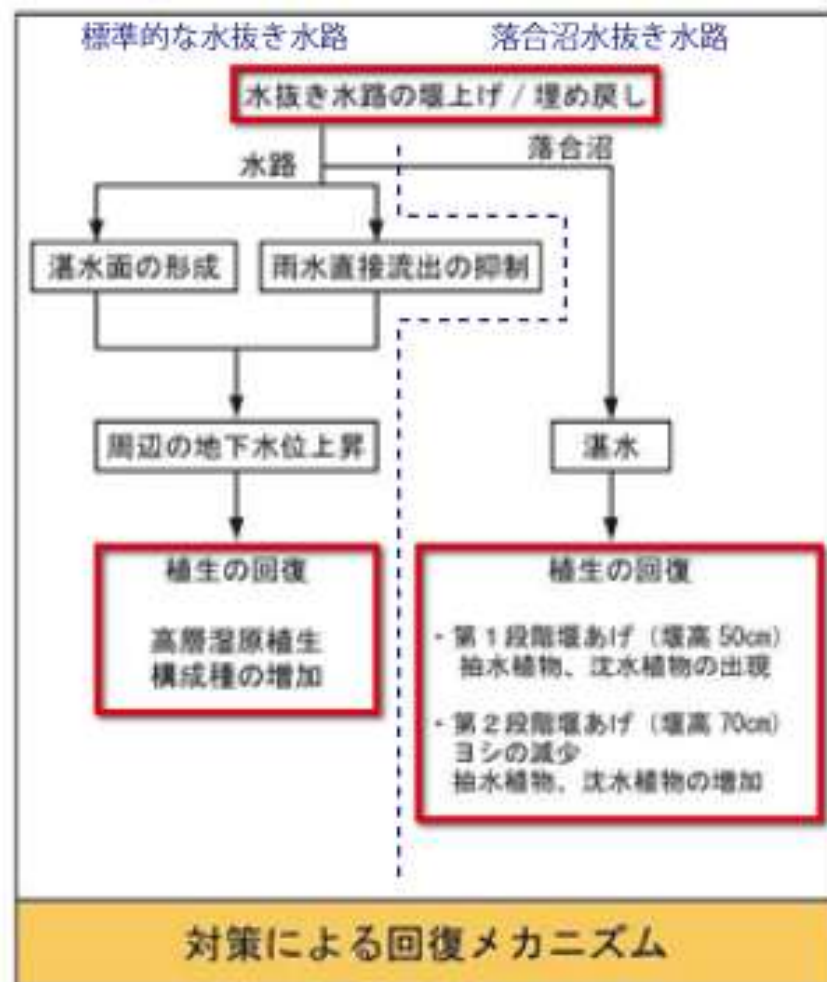 標準的な水抜き水路
落合沼水抜き水路
水抜き水路の堰上げ / 埋め戻し
水路
落合沼
湛水面の形成
雨水直接流出の抑制
周辺の地下水位上昇
湛水
植生の回復
高層湿原植生
構成種の増加
植生の回復
・第1段階堰あげ（堰高 50㎝）
抽水植物、沈水植物の出現
・第2段階堰あげ（堰高 70㎝）
ヨシの減少
抽水植物、沈水植物の増加
対策による回復メカニズム